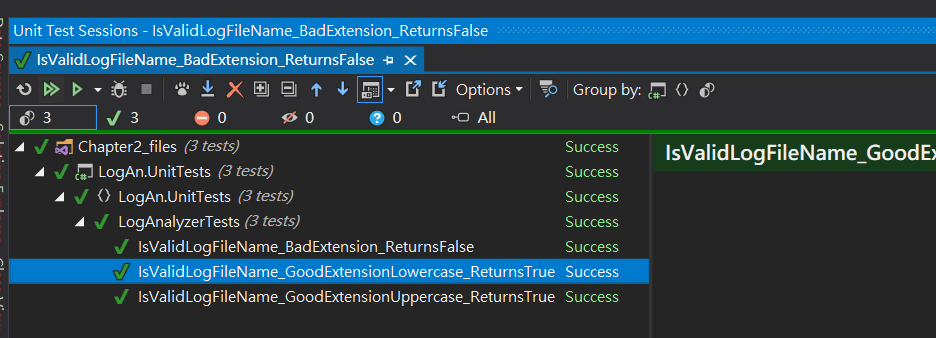 Unit Test Sessions - IsValidLogFileName_BadExtension_ReturnsFalse
IsValidLogFileName_BadExtension_ReturnsFalse
Options Group by:
3 3 0 0 0 All
Chapter2_files (3 tests) Success
LogAn.UnitTests (3 tests) Success
LogAn.UnitTests (3 tests) Success
LogAnalyzerTests (3 tests) Success
IsValidLogFileName_BadExtension_ReturnsFalse Success
IsValidLogFileName_GoodExtensionLowercase_ReturnsTrue Success
IsValidLogFileName_GoodExtensionUppercase_ReturnsTrue Success
IsValidLogFileName_GoodEx